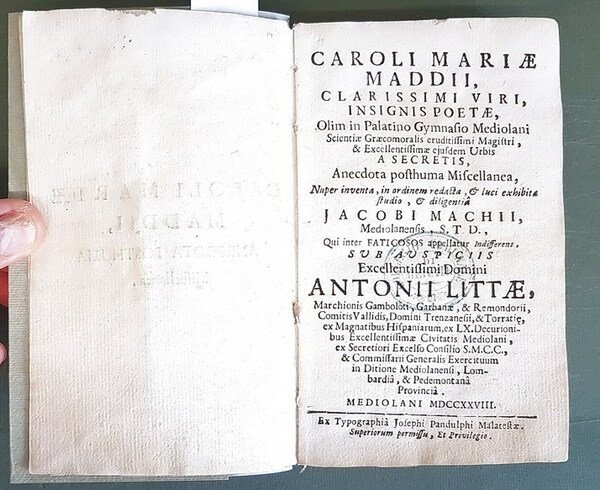 CAROLI MARIÆ
MADDII,
CLARISSIMI VIRI,
INSIGNIS POETÆ,
Olim in Palatino Gymnasio Mediolani
Scientiæ Græcomoralis eruditissimi Magistri,
& Excellentissimæ ejusdem Urbis
A SECRETIS,
Anecdota posthuma Miscellanea,
Nuper inventa, in ordinem redacta, & luci exhibita
studio, & diligentiâ
JACOBI MACHII,
Mediolanensis, S.T.D.,
Qui inter FATICOSOS appellatur Indifferens,
SUB AUSPICIIS
Excellentissimi Domini
ANTONII LITTÆ,
Marchionis Gamboloti, Garbanæ, & Remondorii,
Comitis Vallidis, Domini Trenzanesii, & Torratię,
ex Magnatibus Hispaniarum, ex LX. Decurioni-
bus Excellentissimæ Civitatis Mediolani,
ex Secretiori Excelso Consilio S.M.C.C.,
& Commissarii Generalis Exercituum
in Ditione Mediolanensi, Lom-
bardiâ, & Pedemontanâ
Provinciâ.
MEDIOLANI MDCCXXVIII.
Ex Typographiâ Josephi Pandulphi Malatestæ.
Superiorum permissu, Et Privilegio.